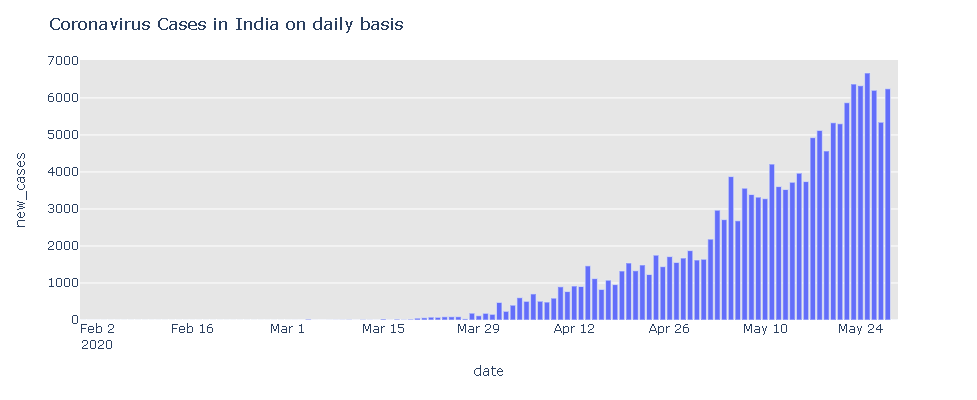 Coronavirus Cases in India on daily basis
7000
6000
5000
4000
3000
2000
1000
0
new_cases
Feb 2 Feb 16 Mar 1 Mar 15 Mar 29 Apr 12 Apr 26 May 10 May 24
2020
date